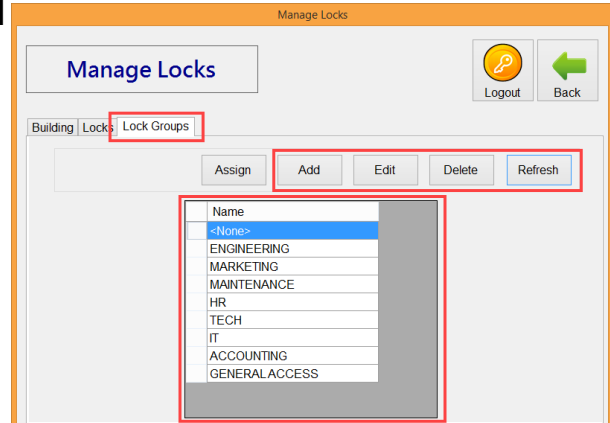 Manage Locks
Manage Locks
Logout Back
Building Locks Lock Groups
Assign Add Edit Delete Refresh
Name
<None>
ENGINEERING
MARKETING
MAINTENANCE
HR
TECH
IT
ACCOUNTING
GENERAL ACCESS